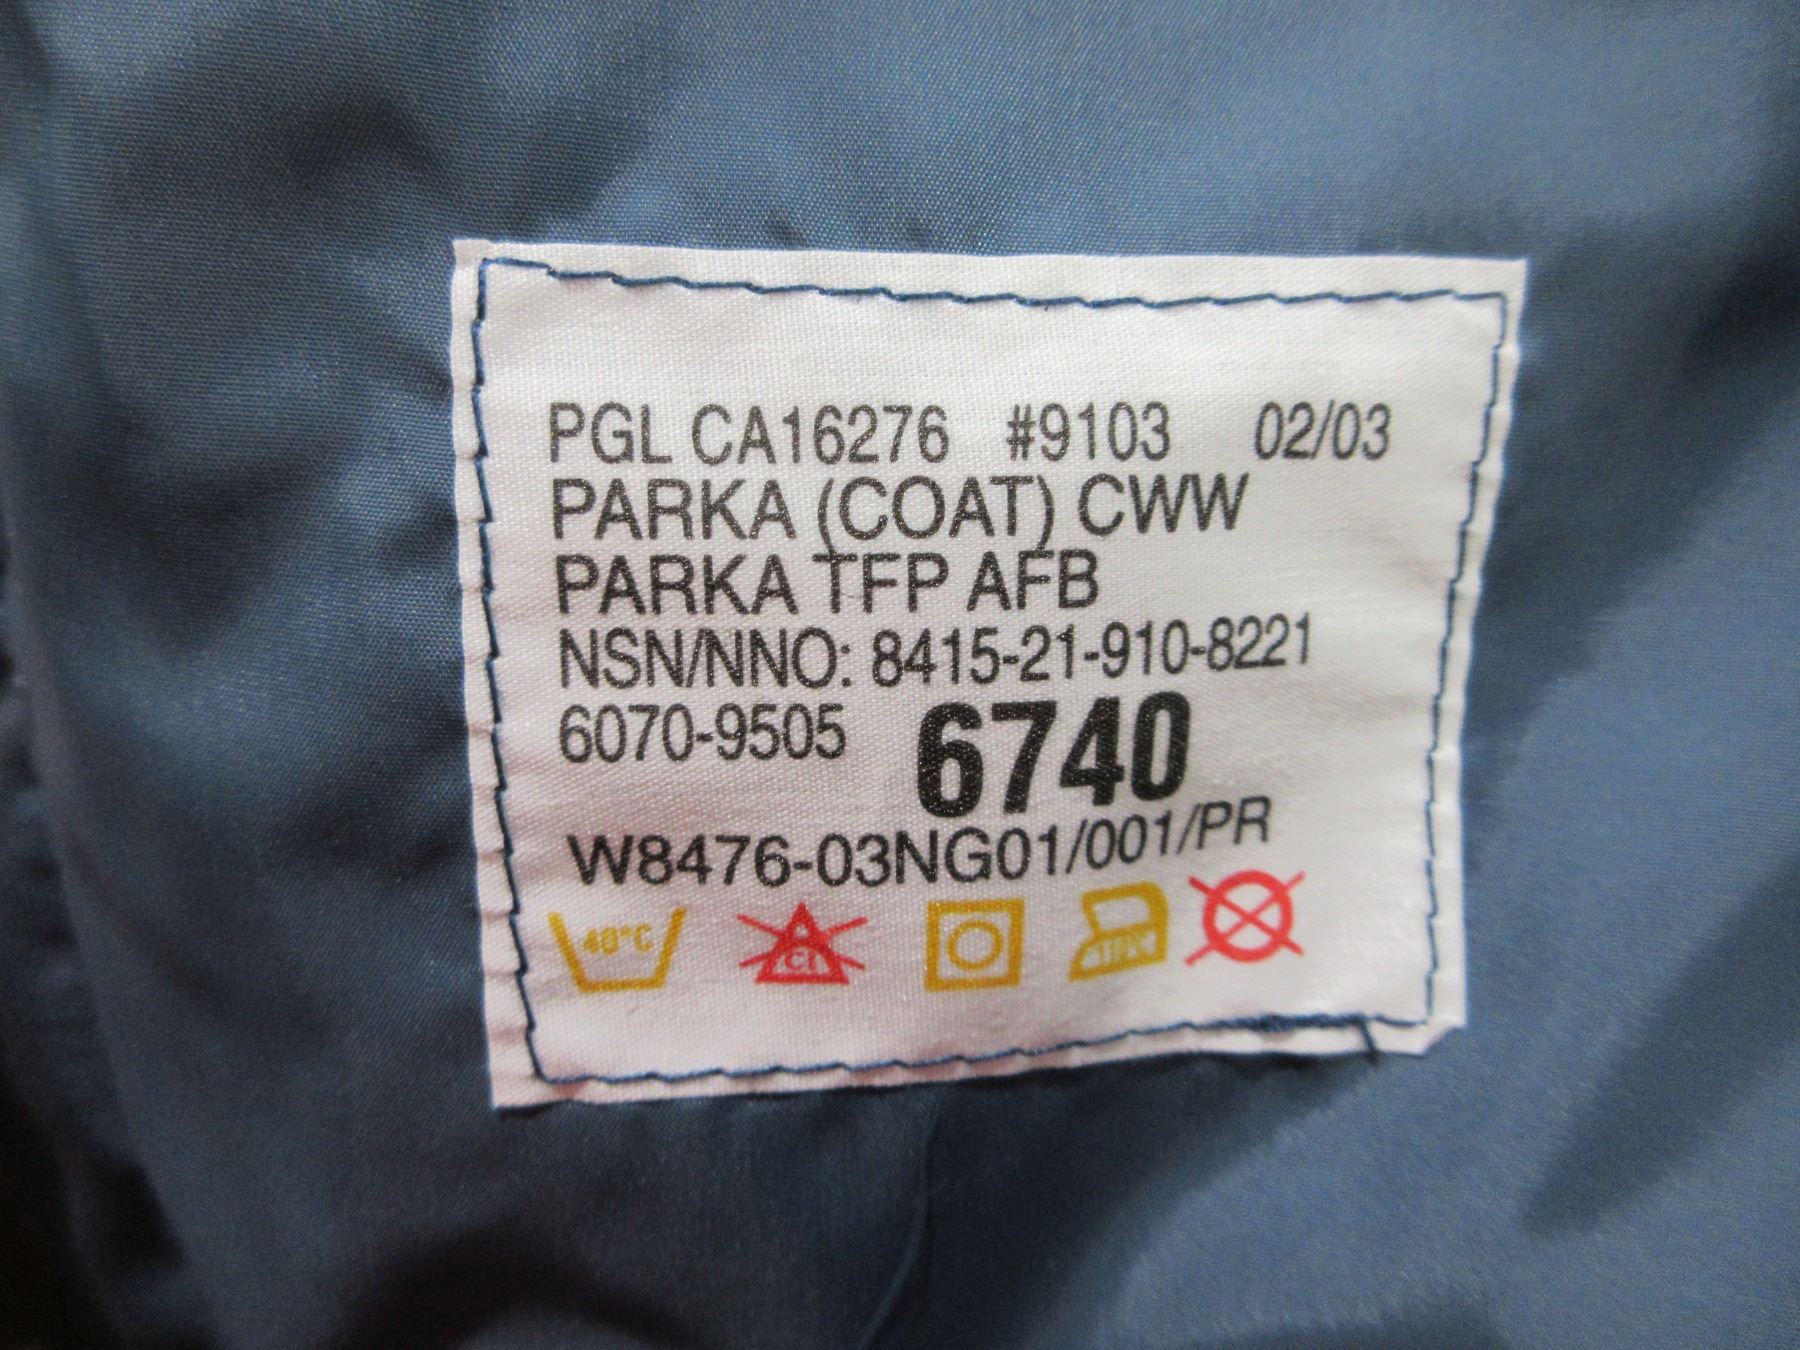 PGL CA16276 #9103 02/03
PARKA (COAT) CWW
PARKA TFP AFB
NSN/NNO: 8415-21-910-8221
6070-9505 6740
W8476-03NG01/001/PR
40°C Cl